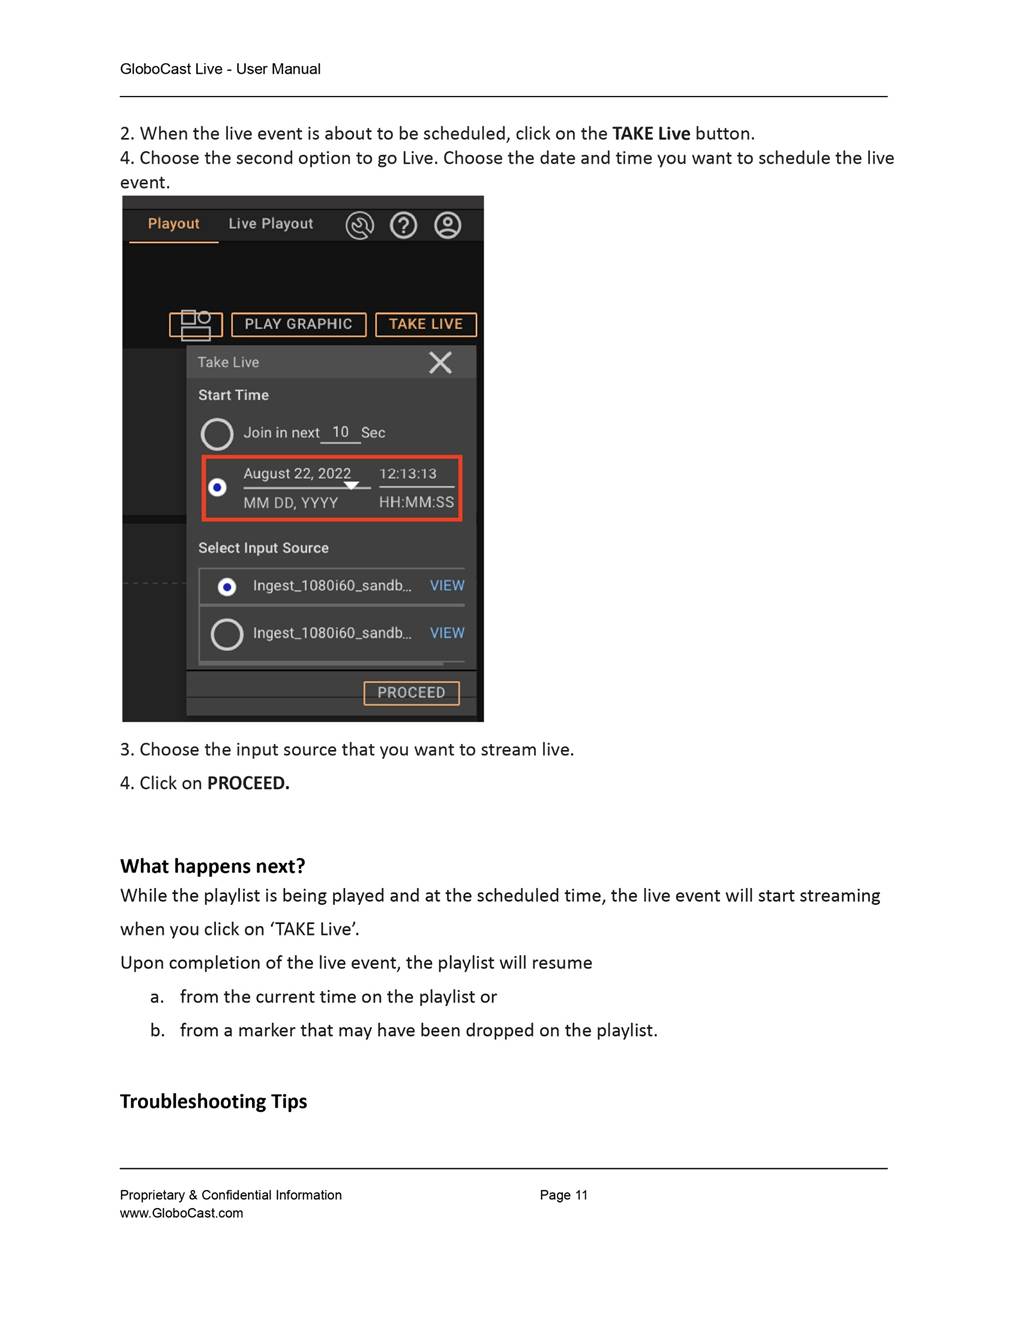 GloboCast Live - User Manual
2. When the live event is about to be scheduled, click on the TAKE Live button.
4. Choose the second option to go Live. Choose the date and time you want to schedule the live
event.
Playout Live Playout
PLAY GRAPHIC TAKE LIVE
Take Live
Start Time
Join in next 10 Sec
August 22, 2022 12:13:13
MM DD, YYYY HH:MM:SS
Select Input Source
Ingest_1080i60_sandb... VIEW
Ingest_1080i60_sandb... VIEW
PROCEED
3. Choose the input source that you want to stream live.
4. Click on PROCEED.
What happens next?
While the playlist is being played and at the scheduled time, the live event will start streaming
when you click on ‘TAKE Live’.
Upon completion of the live event, the playlist will resume
a. from the current time on the playlist or
b. from a marker that may have been dropped on the playlist.
Troubleshooting Tips
Proprietary & Confidential Information Page 11
www.GloboCast.com